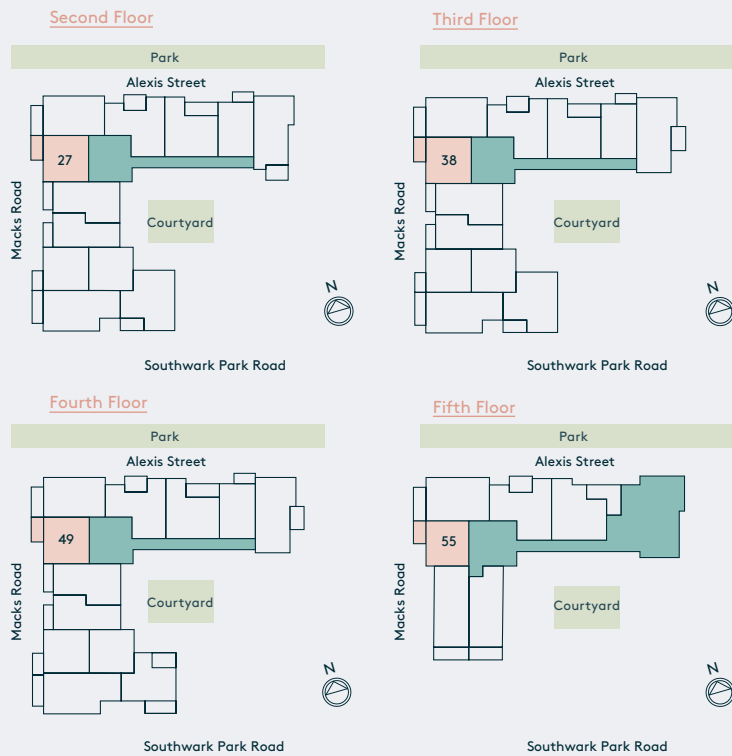 Second Floor
Park
Alexis Street
27
Macks Road
Courtyard
N
Southwark Park Road
Third Floor
Park
Alexis Street
38
Macks Road
Courtyard
N
Southwark Park Road
Fourth Floor
Park
Alexis Street
49
Macks Road
Courtyard
N
Southwark Park Road
Fifth Floor
Park
Alexis Street
55
Macks Road
Courtyard
N
Southwark Park Road